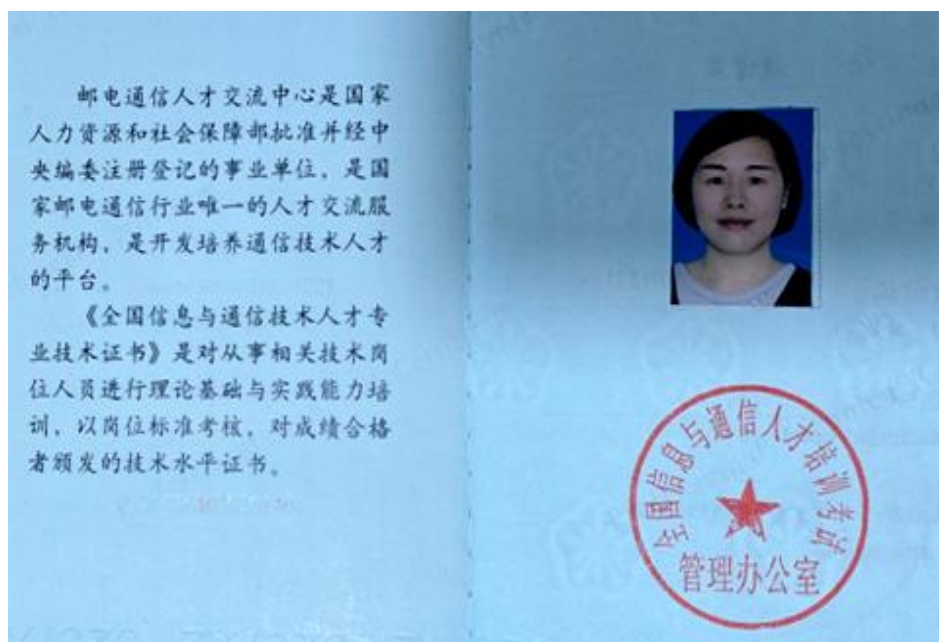 邮电通信人才交流中心是国家
人力资源和社会保障部批准并经中
央编委注册登记的事业单位，是国
家邮电通信行业唯一的人才交流服
务机构，是开发培养通信技术人才
的平台。
《全国信息与通信技术人才专
业技术证书》是对从事相关技术岗
位人员进行理论基础与实践能力培
训，以岗位标准考核，对成绩合格
者颁发的技术水平证书。
全国信息与通信人才培训考试
管理办公室